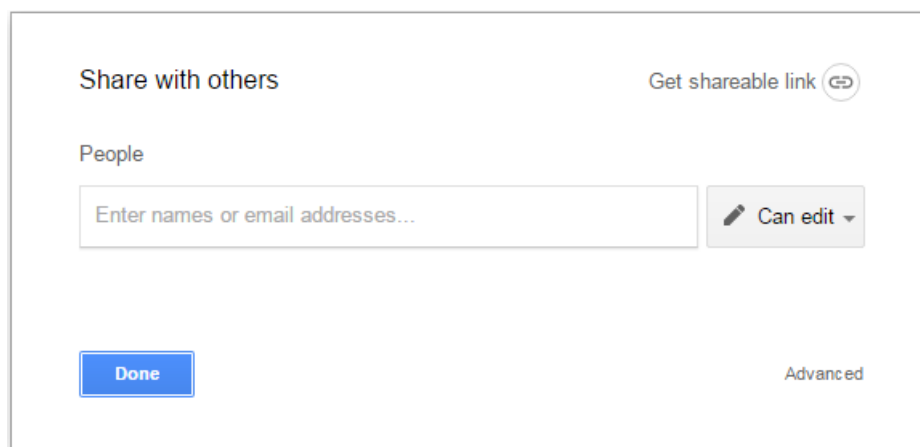 Share with others
Get shareable link
People
Enter names or email addresses...
Can edit
Done
Advanced